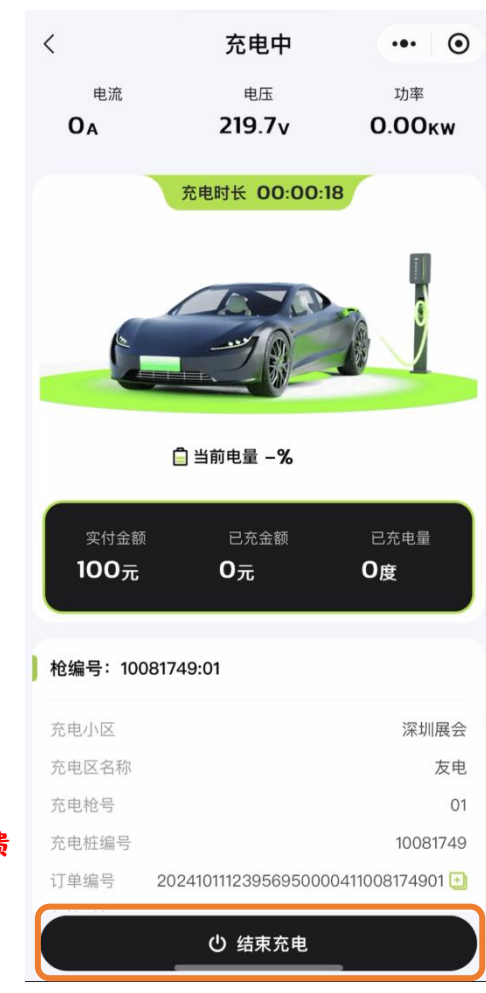 充电中
电流 电压 功率
0A 219.7V 0.00KW
充电时长 00:00:18
当前电量 -%
实付金额 已充金额 已充电量
100元 0元 0度
枪编号：10081749:01
充电小区 深圳展会
充电区名称 友电
充电枪号 01
充电桩编号 10081749
订单编号 2024101112395695000041100817490​1
结束充电